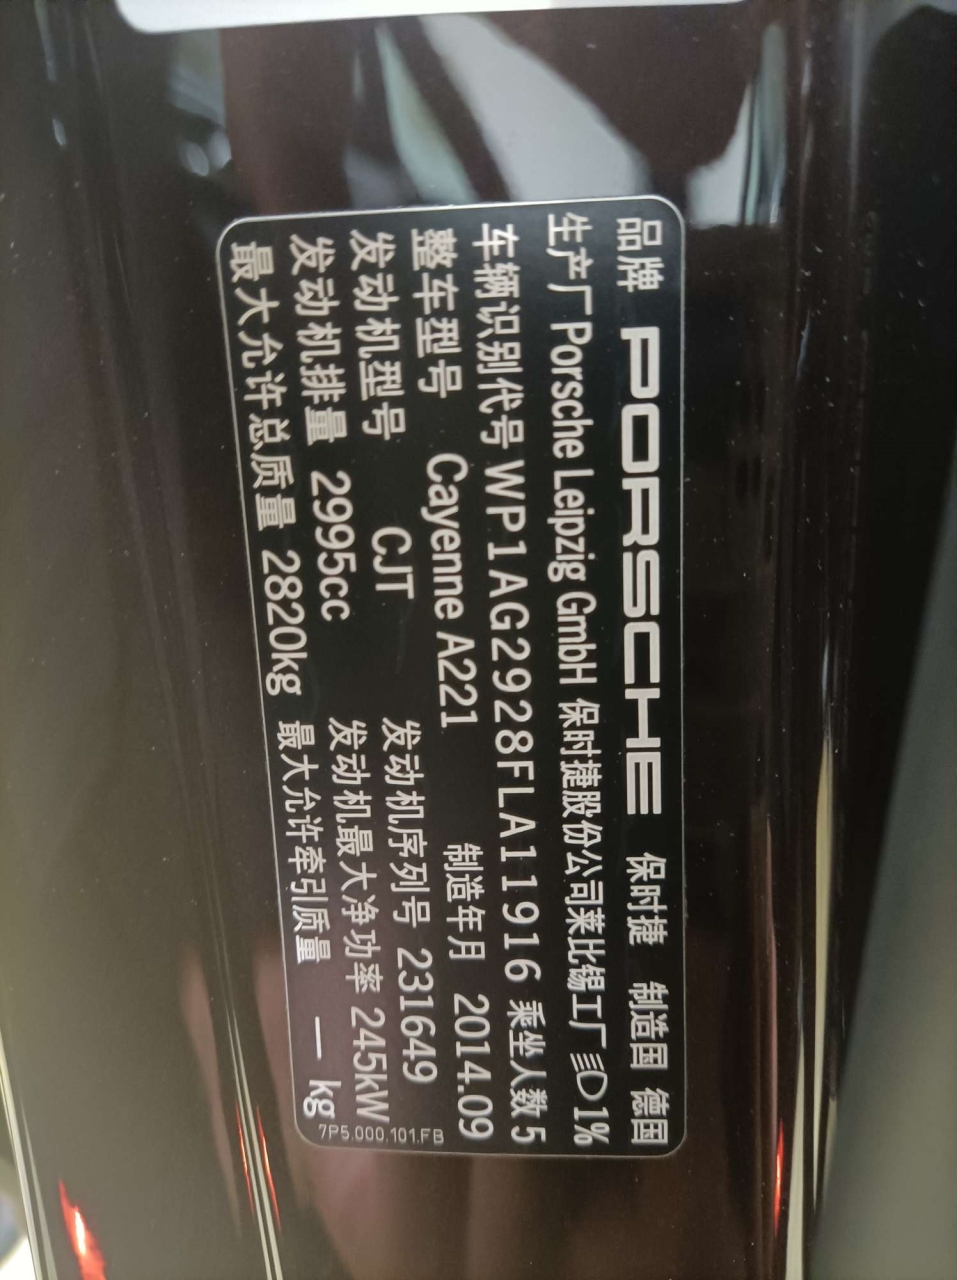 品牌 PORSCHE 保时捷 制造国 德国
生产厂 Porsche Leipzig GmbH 保时捷股份公司莱比锡工厂 1%
车辆识别代号 WP1AG2928FLA11916 乘坐人数 5
整车型号 Cayenne A221 制造年月 2014.09
发动机型号 CJT 发动机序列号 231649
发动机排量 2995cc 发动机最大净功率 245kW
最大允许总质量 2820kg 最大允许牵引质量 — kg
7P5.000.101.FB